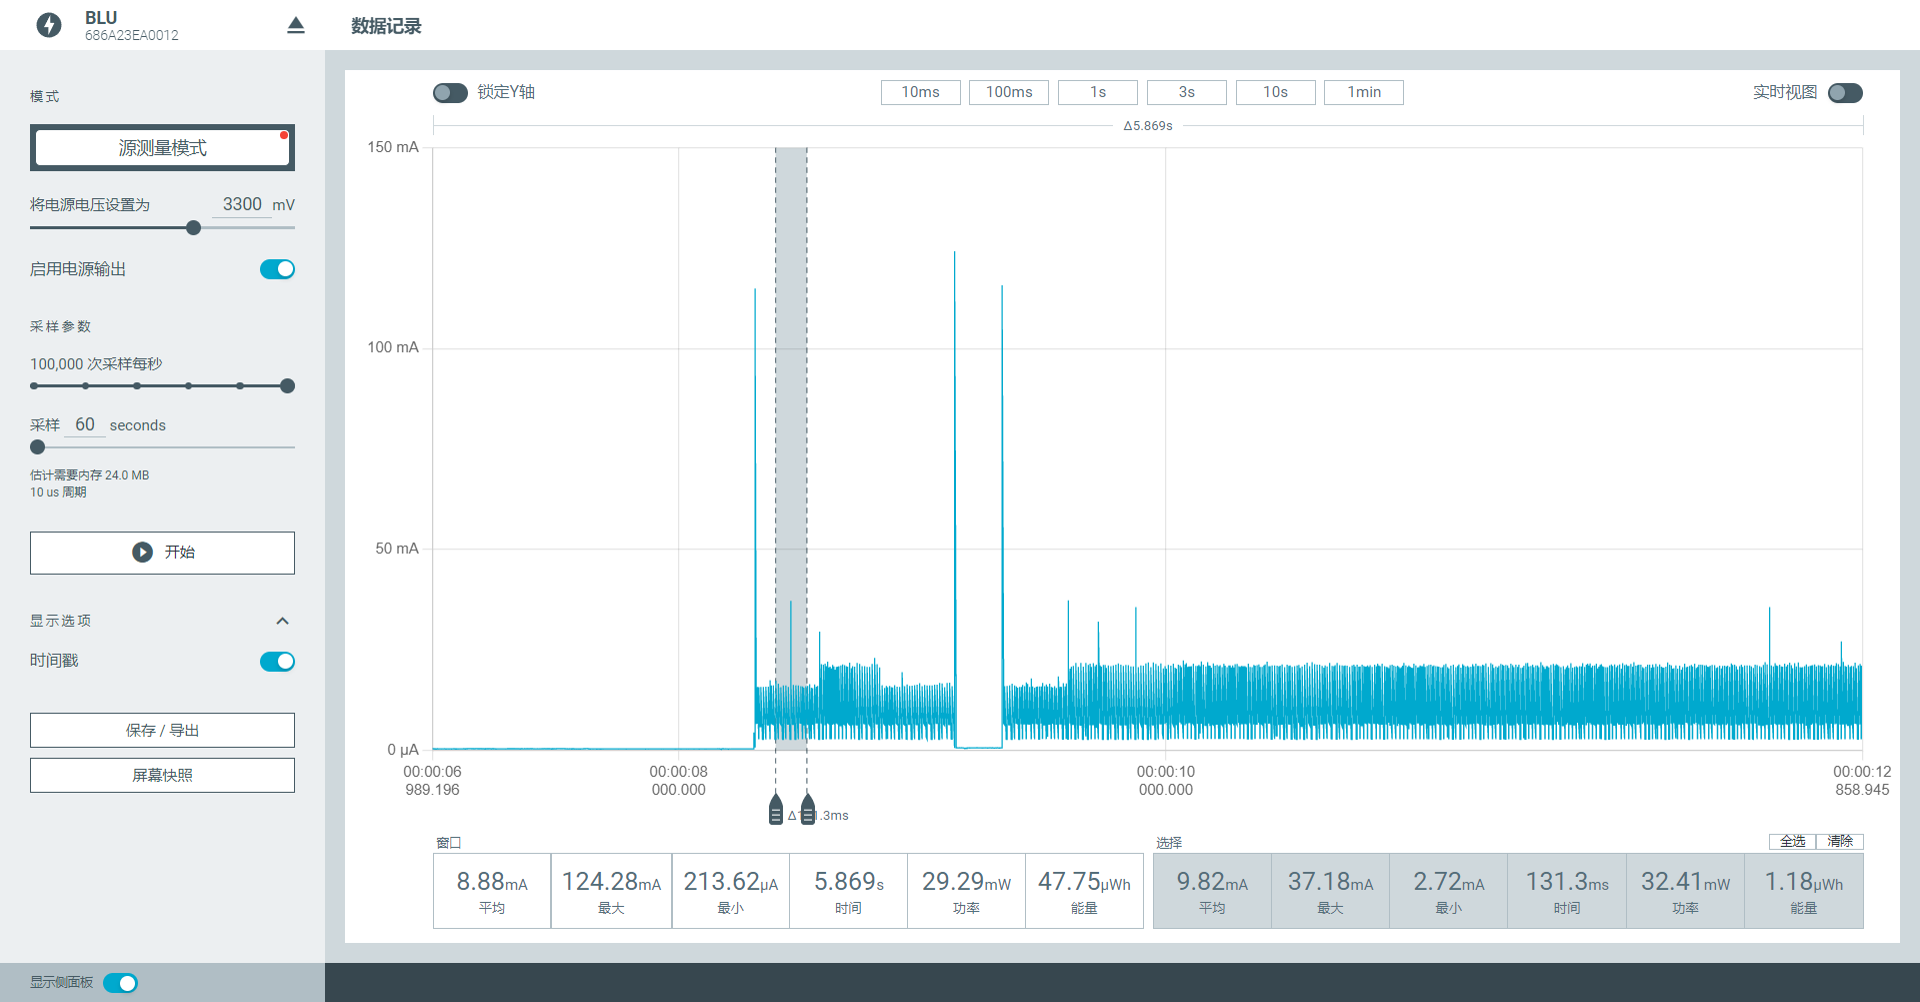 BLU
686A23EA0012
数据记录
模式
源测量模式
将电源电压设置为 3300 mV
启用电源输出
采样参数
100,000 次采样每秒
采样 60 seconds
估计需要内存 24.0 MB
10 us 周期
开始
显示选项
时间戳
保存 / 导出
屏幕快照
显示侧面板
锁定Y轴
10ms 100ms 1s 3s 10s 1min
实时视图
Δ5.869s
150 mA
100 mA
50 mA
0 µA
00:00:06
989.196
00:00:08
000.000
00:00:10
000.000
00:00:12
858.945
窗口
8.88mA
平均
124.28mA
最大
213.62µA
最小
5.869s
时间
29.29mW
功率
47.75µWh
能量
选择
全选 清除
9.82mA
平均
37.18mA
最大
2.72mA
最小
131.3ms
时间
32.41mW
功率
1.18µWh
能量